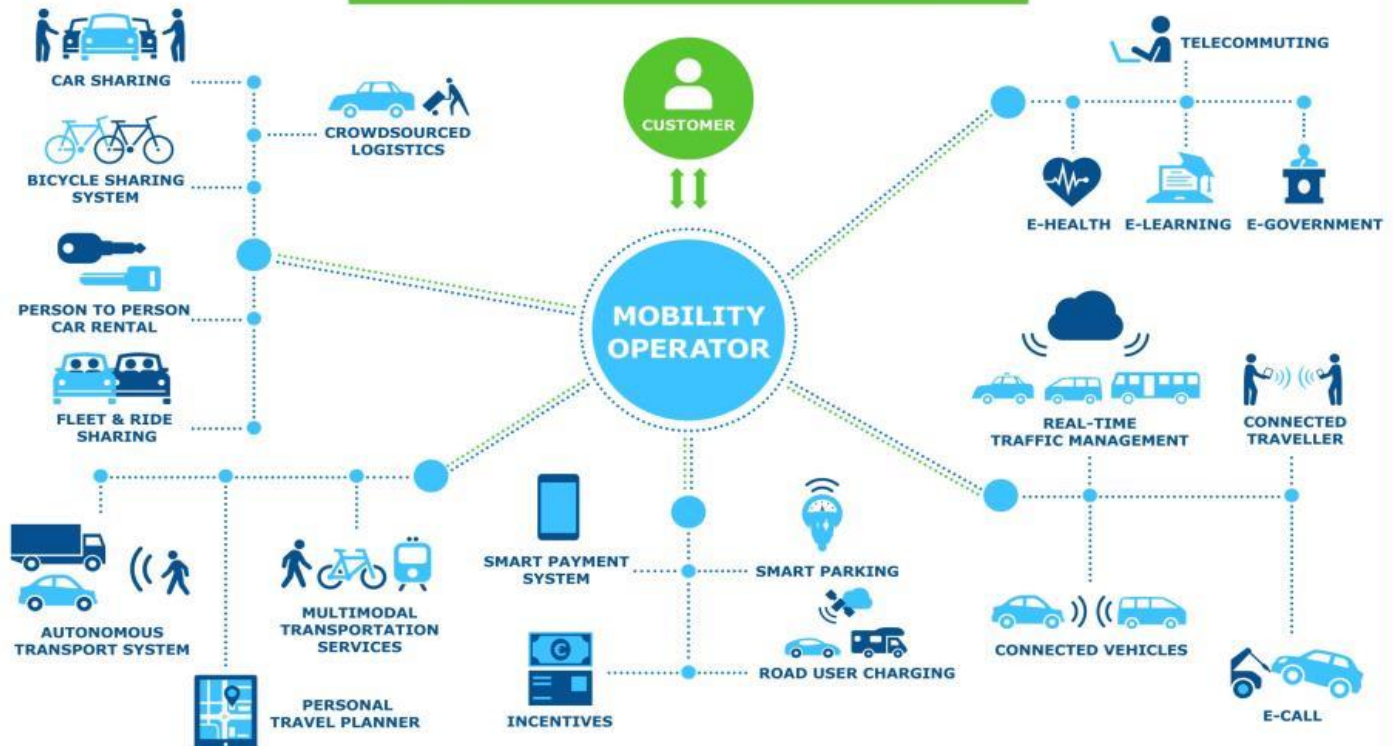 CAR SHARING
CROWDSOURCED
LOGISTICS
BICYCLE SHARING
SYSTEM
PERSON TO PERSON
CAR RENTAL
FLEET & RIDE
SHARING
CUSTOMER
MOBILITY
OPERATOR
TELECOMMUTING
E-HEALTH
E-LEARNING
E-GOVERNMENT
REAL-TIME
TRAFFIC MANAGEMENT
CONNECTED
TRAVELLER
CONNECTED VEHICLES
E-CALL
AUTONOMOUS
TRANSPORT SYSTEM
MULTIMODAL
TRANSPORTATION
SERVICES
PERSONAL
TRAVEL PLANNER
SMART PAYMENT
SYSTEM
SMART PARKING
INCENTIVES
ROAD USER CHARGING